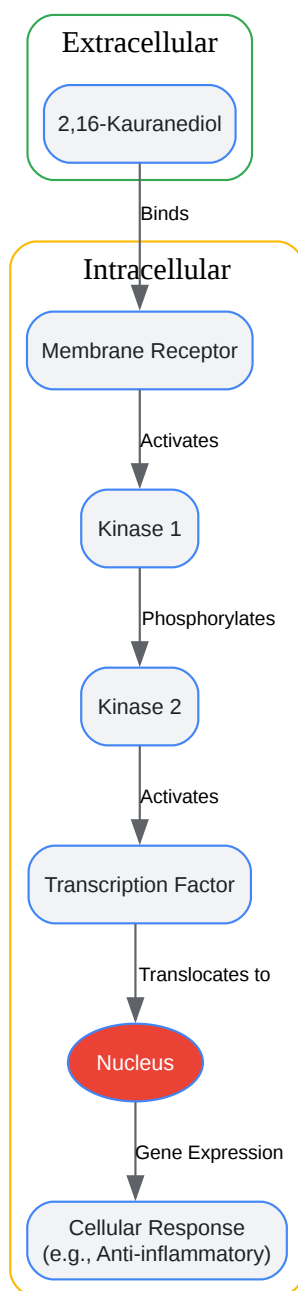 Extracellular
2,16-Kauranediol
Binds
Intracellular
Membrane Receptor
Activates
Kinase 1
Phosphorylates
Kinase 2
Activates
Transcription Factor
Translocates to
Nucleus
Gene Expression
Cellular Response
(e.g., Anti-inflammatory)